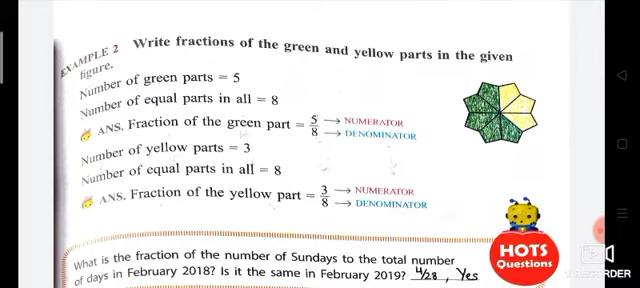 EXAMPLE 2 Write fractions of the green and yellow parts in the given
figure.
Number of green parts = 5
Number of equal parts in all = 8
ANS. Fraction of the green part = 5/8 → NUMERATOR
→ DENOMINATOR
Number of yellow parts = 3
Number of equal parts in all = 8
ANS. Fraction of the yellow part = 3/8 → NUMERATOR
→ DENOMINATOR
What is the fraction of the number of Sundays to the total number
of days in February 2018? Is it the same in February 2019? 4/28, Yes
HOTS
Questions
RECORDER